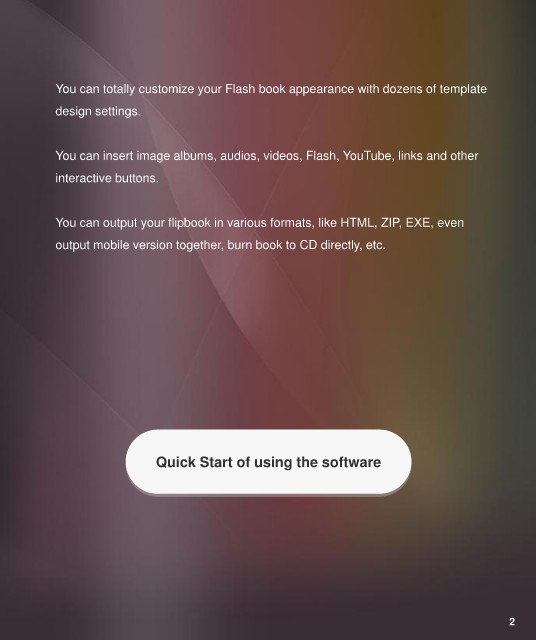 You can totally customize your Flash book appearance with dozens of template
design settings.
You can insert image albums, audios, videos, Flash, YouTube, links and other
interactive buttons.
You can output your flipbook in various formats, like HTML, ZIP, EXE, even
output mobile version together, burn book to CD directly, etc.
Quick Start of using the software
2